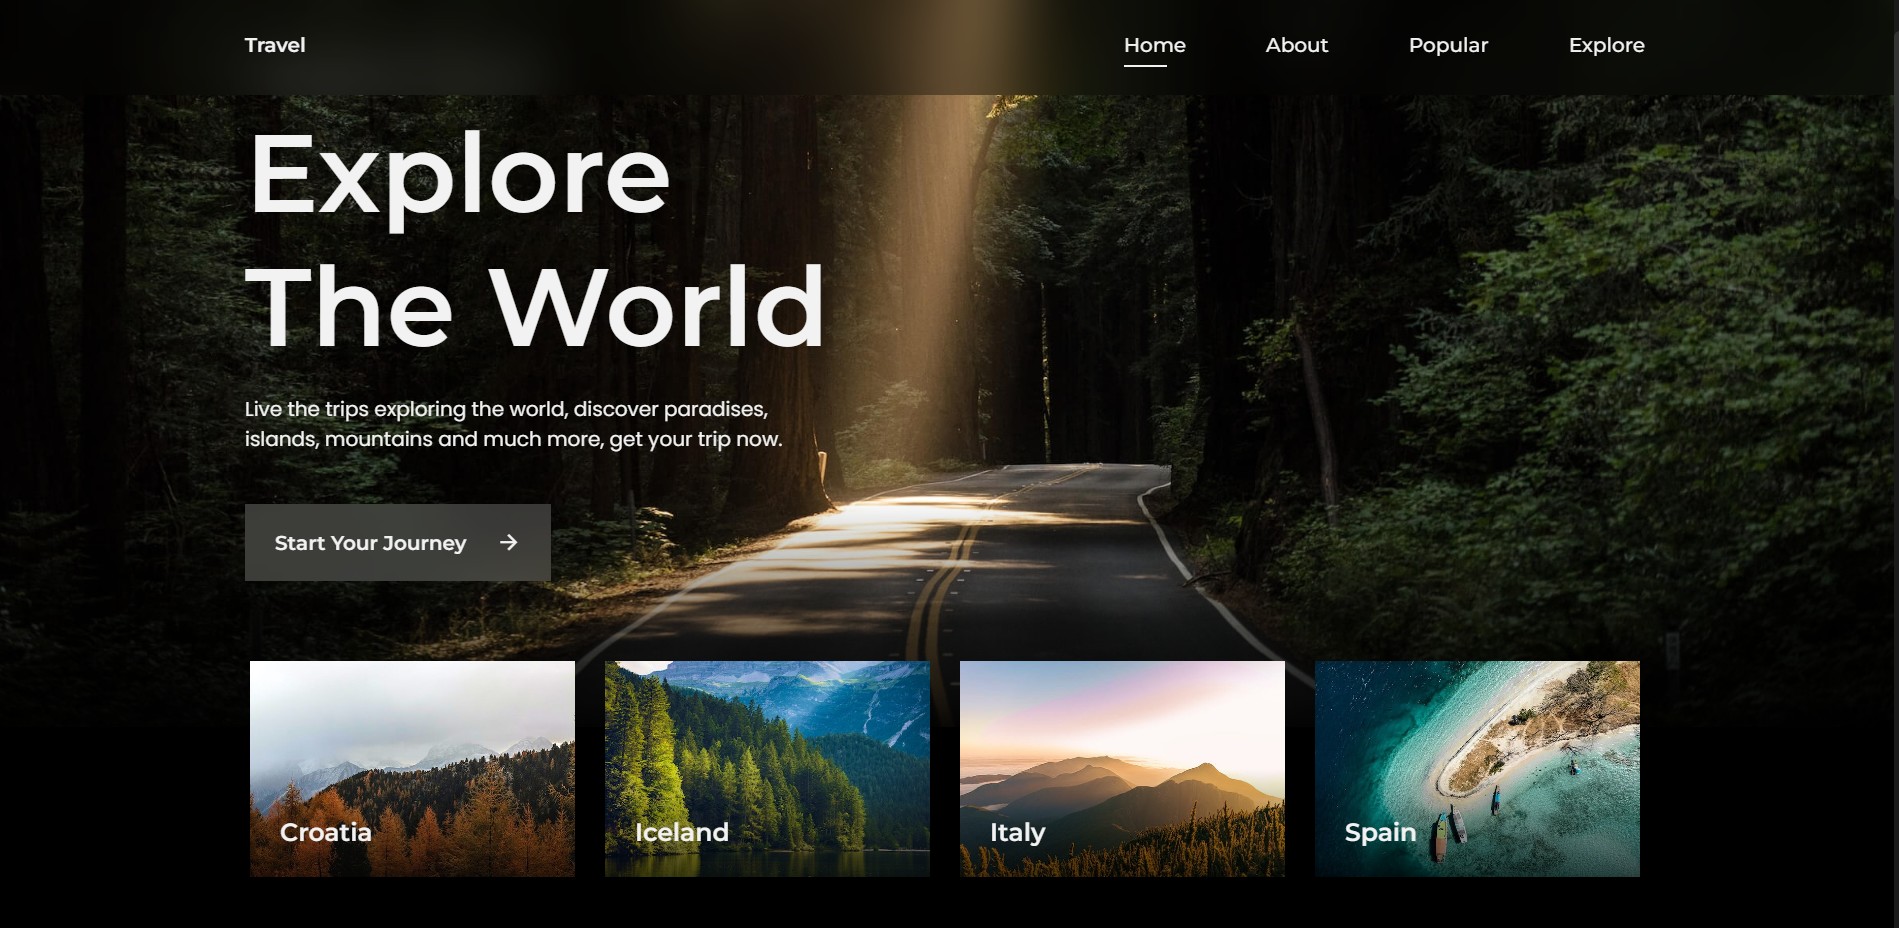 Travel
Home
About
Popular
Explore
Explore
The World
Live the trips exploring the world, discover paradises,
islands, mountains and much more, get your trip now.
Start Your Journey
Croatia
Iceland
Italy
Spain